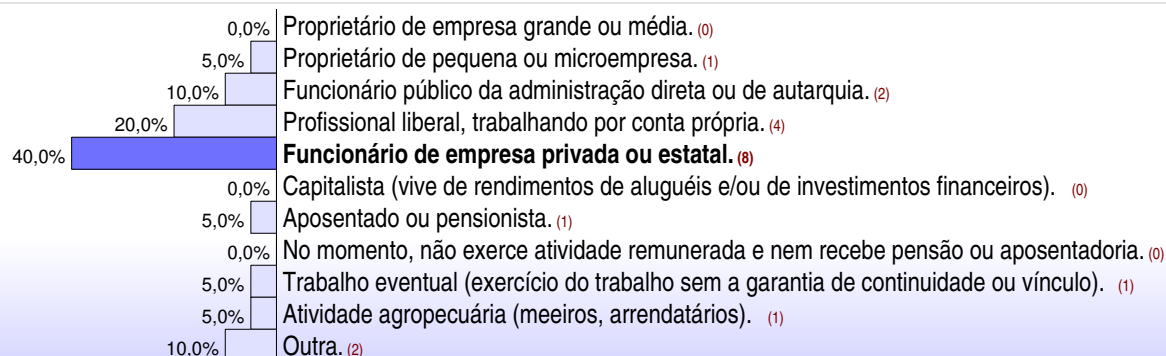 0,0% Proprietário de empresa grande ou média. (0)
5,0% Proprietário de pequena ou microempresa. (1)
10,0% Funcionário público da administração direta ou de autarquia. (2)
20,0% Profissional liberal, trabalhando por conta própria. (4)
40,0% Funcionário de empresa privada ou estatal. (8)
0,0% Capitalista (vive de rendimentos de aluguéis e/ou de investimentos financeiros). (0)
5,0% Aposentado ou pensionista. (1)
0,0% No momento, não exerce atividade remunerada e nem recebe pensão ou aposentadoria. (0)
5,0% Trabalho eventual (exercício do trabalho sem a garantia de continuidade ou vínculo). (1)
5,0% Atividade agropecuária (meeiros, arrendatários). (1)
10,0% Outra. (2)